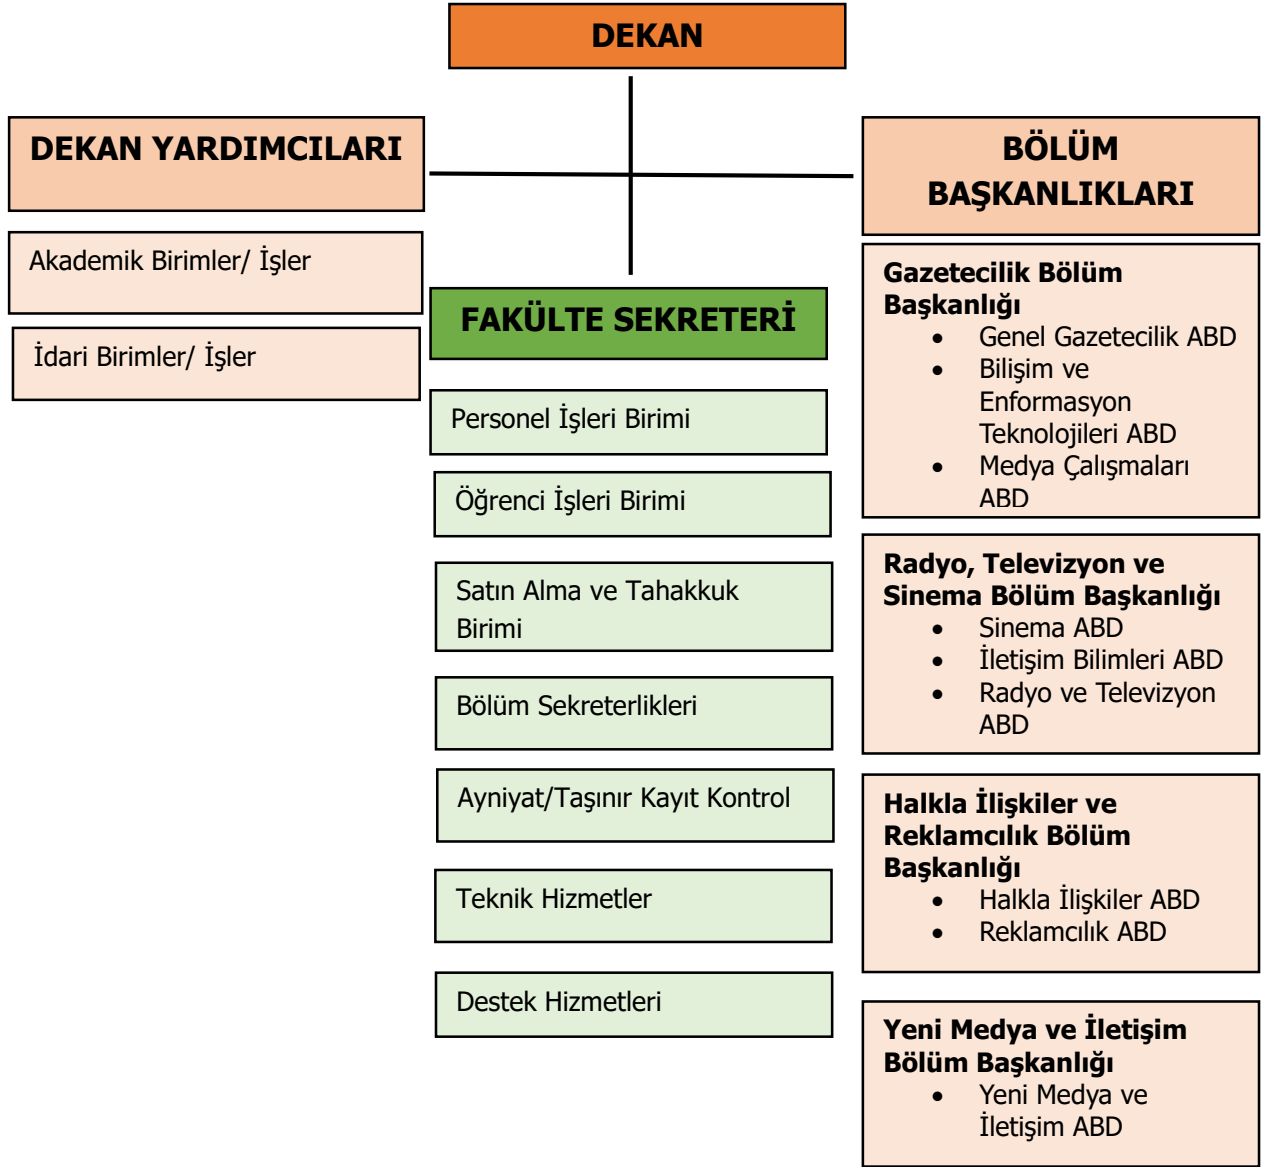 DEKAN
DEKAN YARDIMCILARI
Akademik Birimler/ İşler
İdari Birimler/ İşler
FAKÜLTE SEKRETERİ
Personel İşleri Birimi
Öğrenci İşleri Birimi
Satın Alma ve Tahakkuk
Birimi
Bölüm Sekreterlikleri
Ayniyat/Taşınır Kayıt Kontrol
Teknik Hizmetler
Destek Hizmetleri
BÖLÜM
BAŞKANLIKLARI
Gazetecilik Bölüm
Başkanlığı
• Genel Gazetecilik ABD
• Bilişim ve
Enformasyon
Teknolojileri ABD
• Medya Çalışmaları
ABD
Radyo, Televizyon ve
Sinema Bölüm Başkanlığı
• Sinema ABD
• İletişim Bilimleri ABD
• Radyo ve Televizyon
ABD
Halkla İlişkiler ve
Reklamcılık Bölüm
Başkanlığı
• Halkla İlişkiler ABD
• Reklamcılık ABD
Yeni Medya ve İletişim
Bölüm Başkanlığı
• Yeni Medya ve
İletişim ABD